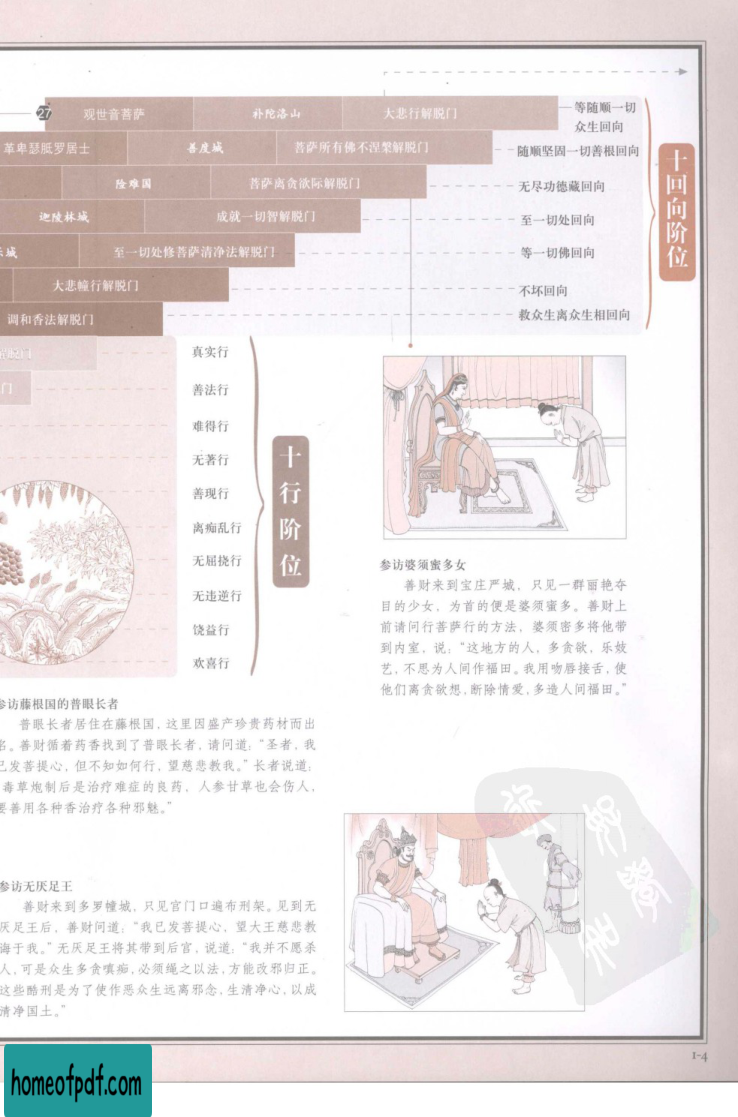 27 观世音菩萨 补陀洛山 大悲行解脱门 等随顺一切
众生回向
革卑瑟胝罗居士 善度城 菩萨所有佛不涅槃解脱门 随顺坚固一切善根回向
险难国 菩萨离贪欲际解脱门 无尽功德藏回向
迦陵林城 成就一切智解脱门 至一切处回向
城 至一切处修菩萨清净法解脱门 等一切佛回向
大悲幢行解脱门 不坏回向
调和香法解脱门 救众生离众生相回向
十回向阶位
脱门 真实行
门 善法行
难得行
无著行
善现行
离痴乱行
无屈挠行
无违逆行
饶益行
欢喜行
十行阶位
参访婆须蜜多女
善财来到宝庄严城，只见一群丽艳夺
目的少女，为首的便是婆须蜜多。善财上
前请问行菩萨行的方法，婆须密多将他带
到内室，说：“这地方的人，多贪欲，乐妓
艺，不思为人间作福田。我用吻唇接舌，使
他们离贪欲想，断除情爱，多造人间福田。”
参访藤根国的普眼长者
普眼长者居住在藤根国，这里因盛产珍贵药材而出
名。善财循着药香找到了普眼长者，请问道：“圣者，我
已发菩提心，但不知如何行，望慈悲教我。”长者说道：
毒草炮制后是治疗难症的良药，人参甘草也会伤人，
要善用各种香治疗各种邪魅。”
参访无厌足王
善财来到多罗幢城，只见宫门口遍布刑架。见到无
厌足王后，善财问道：“我已发菩提心，望大王慈悲教
诲于我。”无厌足王将其带到后宫，说道：“我并不愿杀
人，可是众生多贪嗔痴，必须绳之以法，方能改邪归正。
这些酷刑是为了使作恶众生远离邪念，生清净心，以成
清净国土。”
1-4
homeofpdf.com